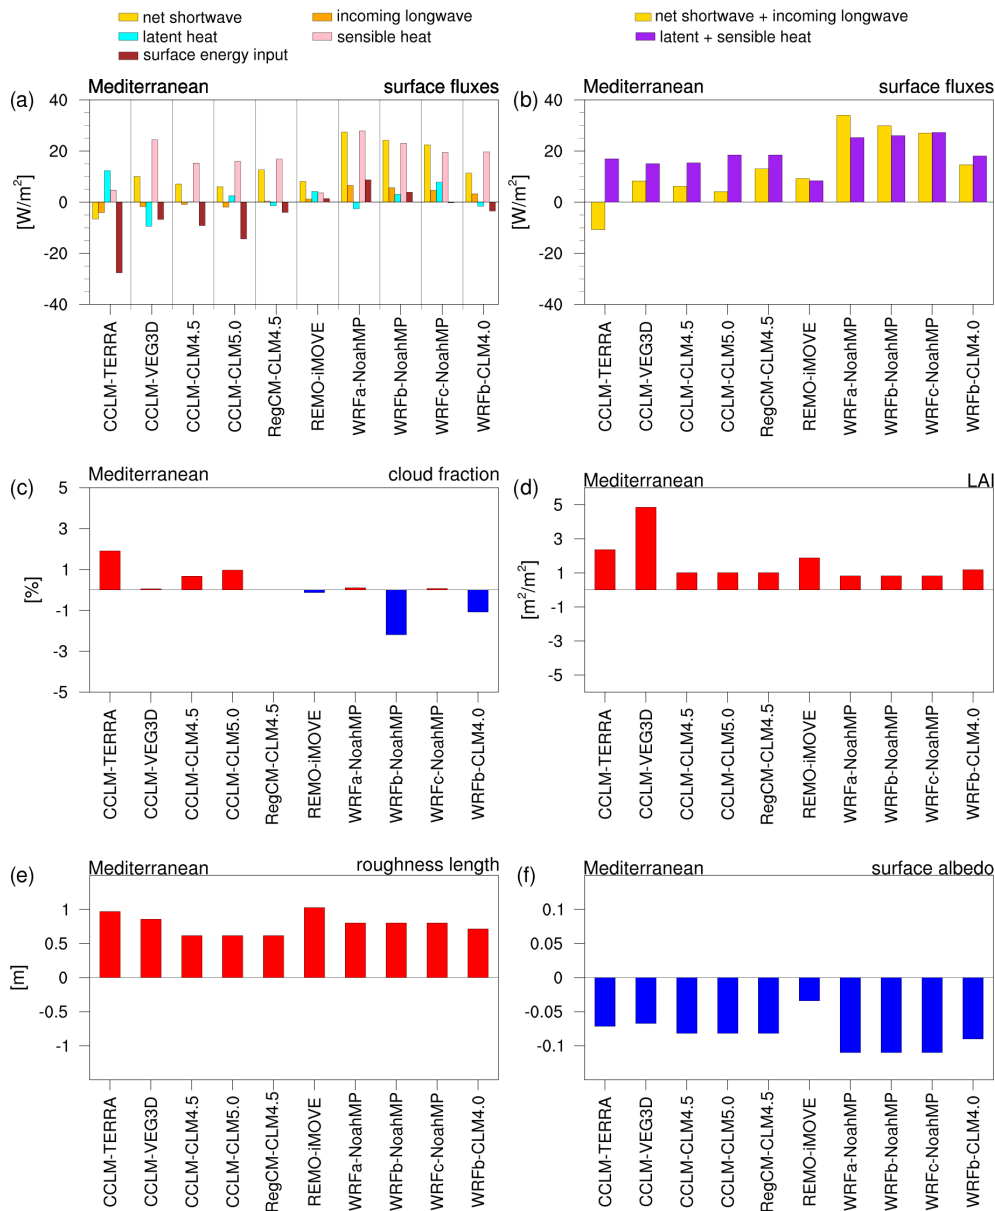 net shortwave
incoming longwave
latent heat
sensible heat
surface energy input
net shortwave + incoming longwave
latent + sensible heat
(a)
Mediterranean
surface fluxes
[W/m²]
40
20
0
-20
-40
CCLM-TERRA
CCLM-VEG3D
CCLM-CLM4.5
CCLM-CLM5.0
RegCM-CLM4.5
REMO-iMOVE
WRFa-NoahMP
WRFb-NoahMP
WRFc-NoahMP
WRFb-CLM4.0
(b)
Mediterranean
surface fluxes
[W/m²]
40
20
0
-20
-40
CCLM-TERRA
CCLM-VEG3D
CCLM-CLM4.5
CCLM-CLM5.0
RegCM-CLM4.5
REMO-iMOVE
WRFa-NoahMP
WRFb-NoahMP
WRFc-NoahMP
WRFb-CLM4.0
(c)
Mediterranean
cloud fraction
[%]
5
3
1
-1
-3
-5
CCLM-TERRA
CCLM-VEG3D
CCLM-CLM4.5
CCLM-CLM5.0
RegCM-CLM4.5
REMO-iMOVE
WRFa-NoahMP
WRFb-NoahMP
WRFc-NoahMP
WRFb-CLM4.0
(d)
Mediterranean
LAI
[m²/m²]
5
3
1
-1
-3
-5
CCLM-TERRA
CCLM-VEG3D
CCLM-CLM4.5
CCLM-CLM5.0
RegCM-CLM4.5
REMO-iMOVE
WRFa-NoahMP
WRFb-NoahMP
WRFc-NoahMP
WRFb-CLM4.0
(e)
Mediterranean
roughness length
[m]
1
0.5
0
-0.5
-1
CCLM-TERRA
CCLM-VEG3D
CCLM-CLM4.5
CCLM-CLM5.0
RegCM-CLM4.5
REMO-iMOVE
WRFa-NoahMP
WRFb-NoahMP
WRFc-NoahMP
WRFb-CLM4.0
(f)
Mediterranean
surface albedo
0.1
0.05
0
-0.05
-0.1
CCLM-TERRA
CCLM-VEG3D
CCLM-CLM4.5
CCLM-CLM5.0
RegCM-CLM4.5
REMO-iMOVE
WRFa-NoahMP
WRFb-NoahMP
WRFc-NoahMP
WRFb-CLM4.0